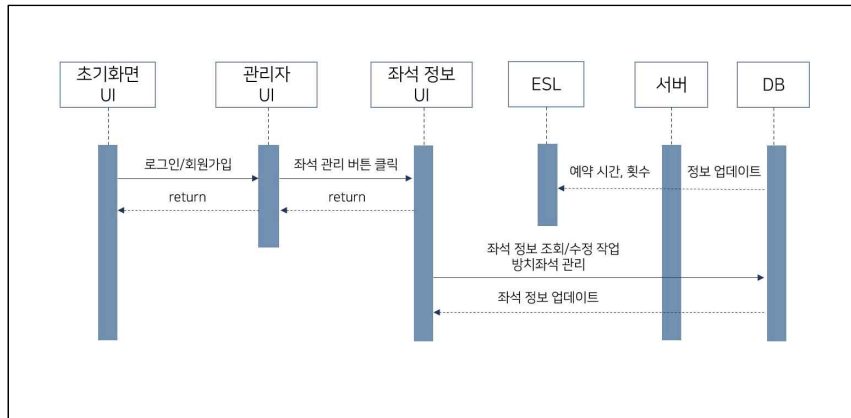 초기화면
UI
관리자
UI
좌석 정보
UI
ESL
서버
DB
로그인/회원가입
좌석 관리 버튼 클릭
예약 시간, 횟수
정보 업데이트
return
return
좌석 정보 조회/수정 작업
방치좌석 관리
좌석 정보 업데이트